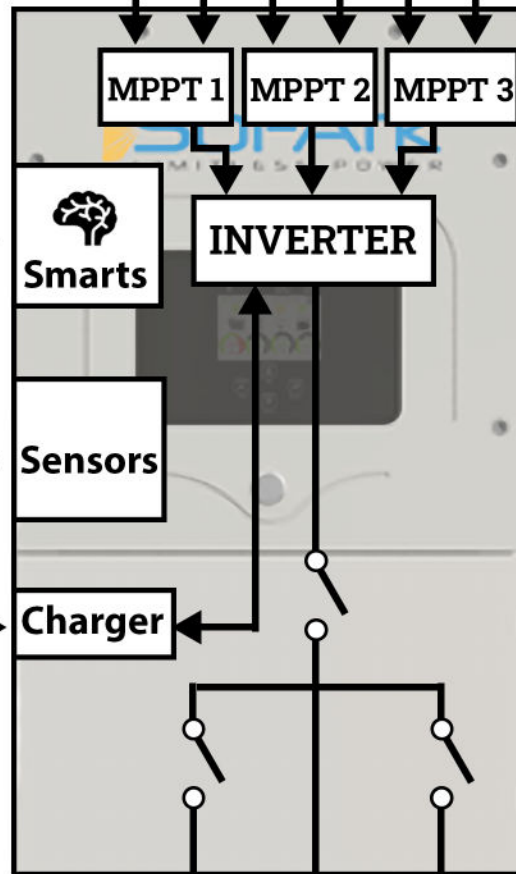 MPPT 1
MPPT 2
MPPT 3
INVERTER
Smarts
Sensors
Charger